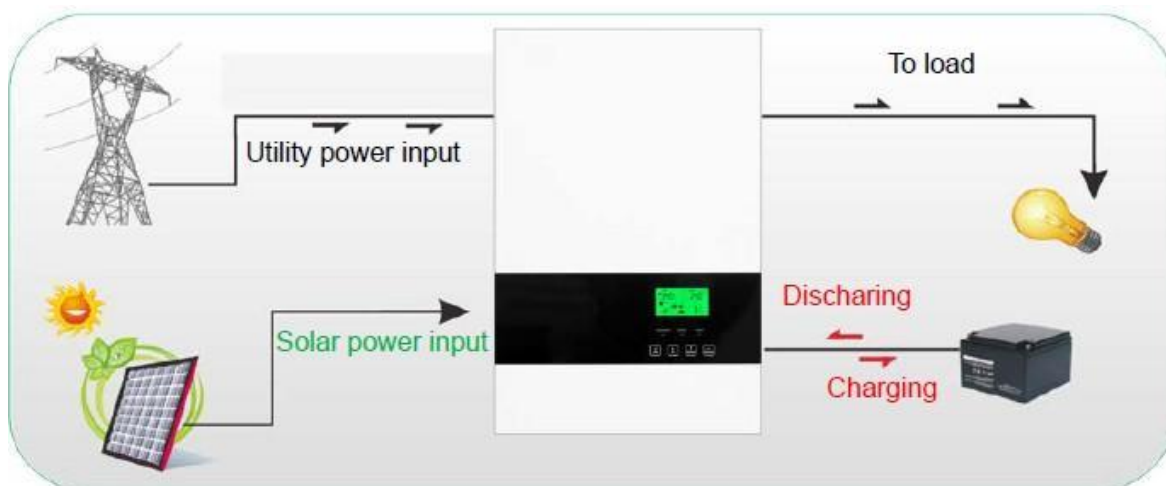 To load
Utility power input
Discharing
Solar power input
Charging